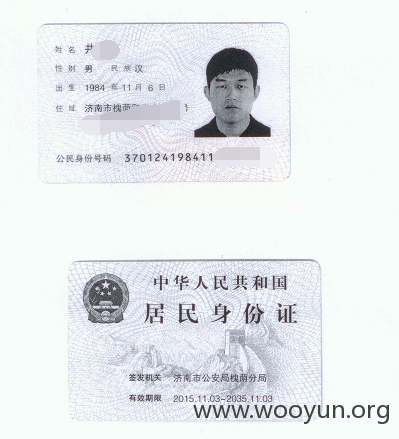 姓名 尹
性别 男 民族 汉
出生 1984 年 11 月 6 日
住址 济南市槐荫
号
公民身份号码 370124198411
中华人民共和国
居民身份证
签发机关 济南市公安局槐荫分局
有效期限 2015.11.03-2035.11.03
www.wooyun.org